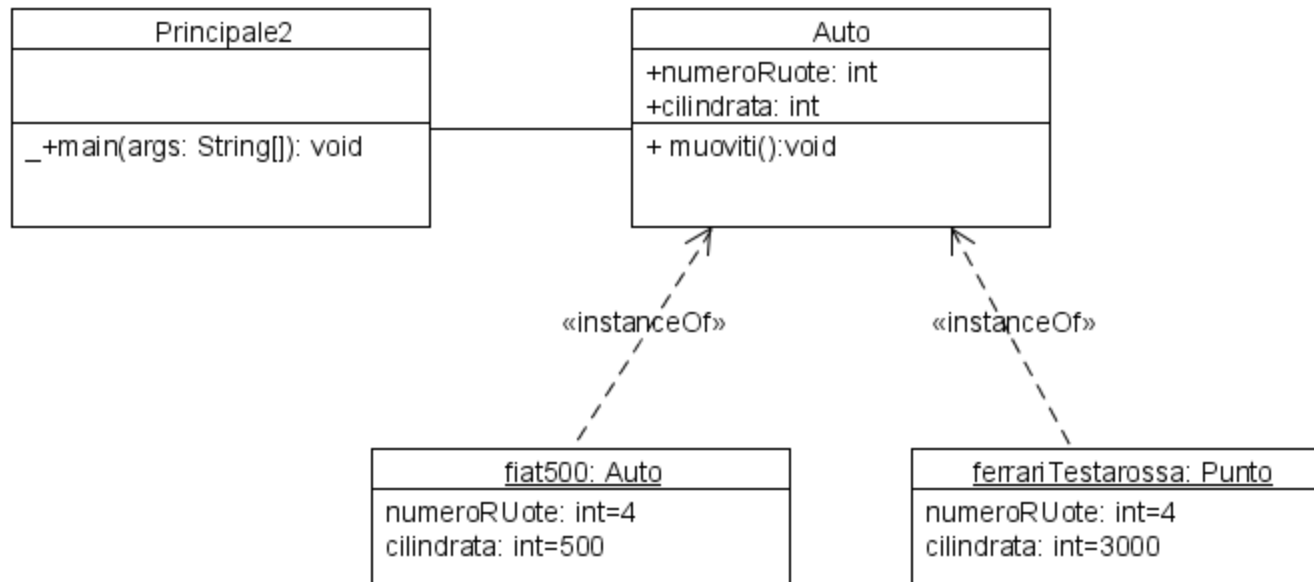 Principale2
_+main(args: String[]): void
Auto
+numeroRuote: int
+cilindrata: int
+ muoviti():void
«instanceOf»
«instanceOf»
fiat500: Auto
numeroRUote: int=4
cilindrata: int=500
ferrariTestarossa: Punto
numeroRUote: int=4
cilindrata: int=3000